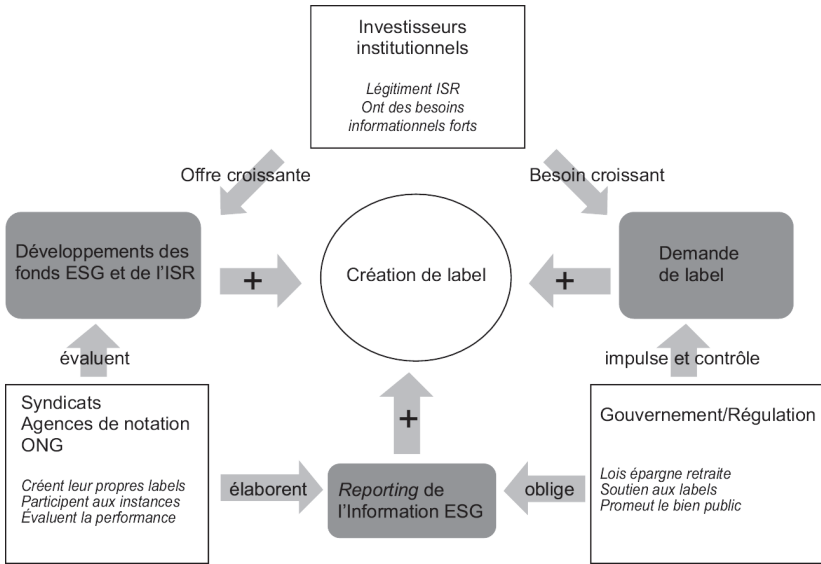 Investisseurs
institutionnels
Légitiment ISR
Ont des besoins
informationnels forts
Offre croissante
Besoin croissant
Développements des
fonds ESG et de l'ISR
+
Création de label
+
Demande
de label
évaluent
impulse et contrôle
Syndicats
Agences de notation
ONG
Créent leur propres labels
Participent aux instances
Évaluent la performance
+
élaborent
Reporting de
l'Information ESG
oblige
Gouvernement/Régulation
Lois épargne retraite
Soutien aux labels
Promeut le bien public